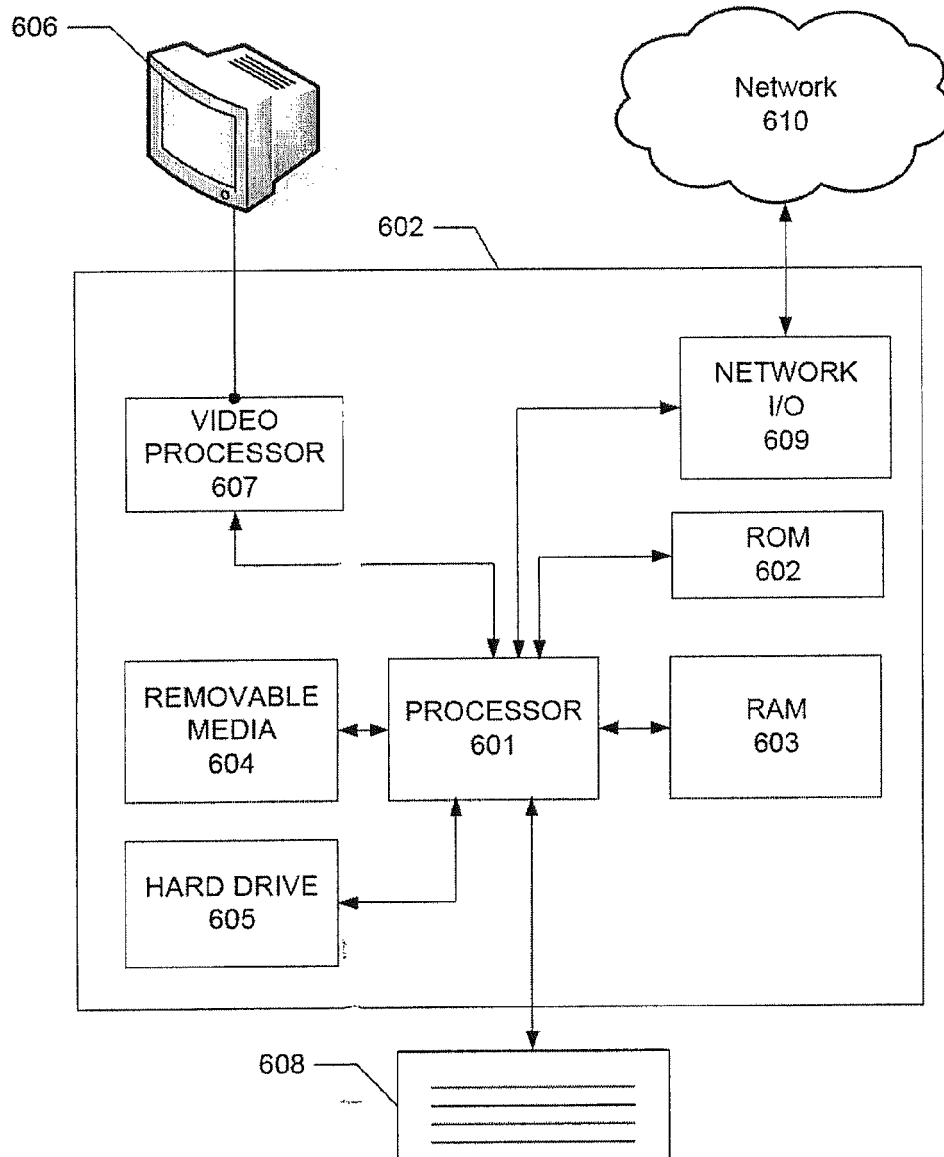 606
Network
610
602
NETWORK
I/O
609
VIDEO
PROCESSOR
607
ROM
602
REMOVABLE
MEDIA
604
PROCESSOR
601
RAM
603
HARD DRIVE
605
608